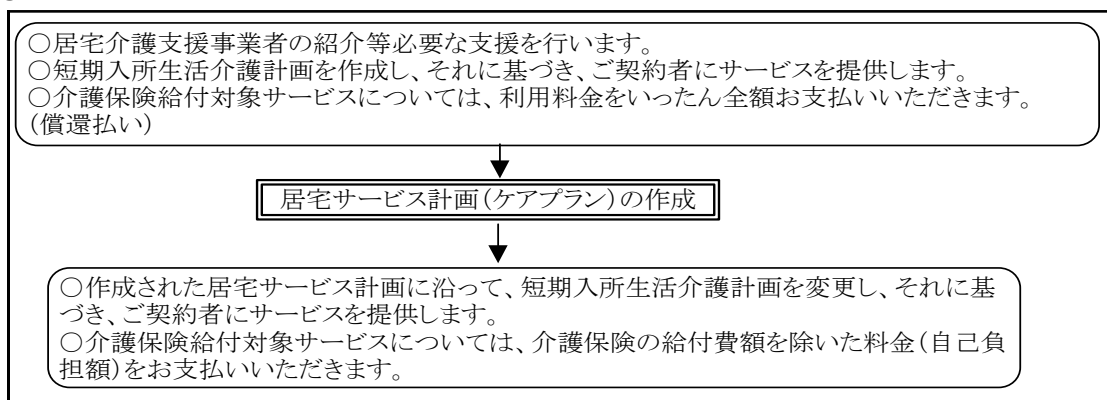 ○居宅介護支援事業者の紹介等必要な支援を行います。
○短期入所生活介護計画を作成し、それに基づき、ご契約者にサービスを提供します。
○介護保険給付対象サービスについては、利用料金をいったん全額お支払いいただきます。
(償還払い)
居宅サービス計画(ケアプラン)の作成
○作成された居宅サービス計画に沿って、短期入所生活介護計画を変更し、それに基
づき、ご契約者にサービスを提供します。
○介護保険給付対象サービスについては、介護保険の給付費額を除いた料金(自己負
担額)をお支払いいただきます。